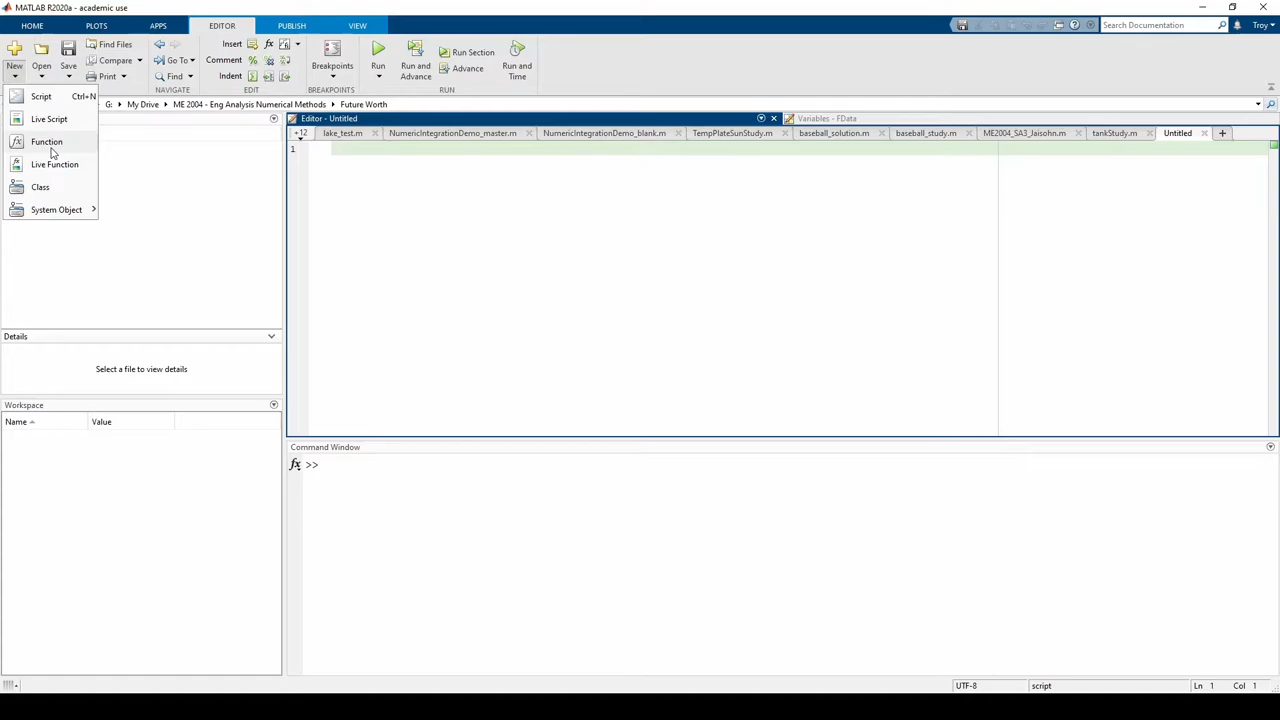 MATLAB R2020a - academic use
HOME PLOTS APPS EDITOR PUBLISH VIEW
Search Documentation Troy
New Open Save Find Files Compare Print
Go To Find
Insert Comment Indent
Breakpoints
Run Run and Advance Run Section Advance Run and Time
NAVIGATE EDIT BREAKPOINTS RUN
Script Ctrl+N
Live Script
Function
Live Function
Class
System Object
G: My Drive ME 2004 - Eng Analysis Numerical Methods Future Worth
Editor - Untitled Variables - FData
+12 lake_test.m NumericIntegrationDemo_master.m NumericIntegrationDemo_blank.m TempPlateSunStudy.m baseball_solution.m baseball_study.m ME2004_SA3_Jaisohn.m tankStudy.m Untitled
1
Details
Select a file to view details
Workspace
Name Value
Command Window
fx >>
UTF-8 script Ln 1 Col 1